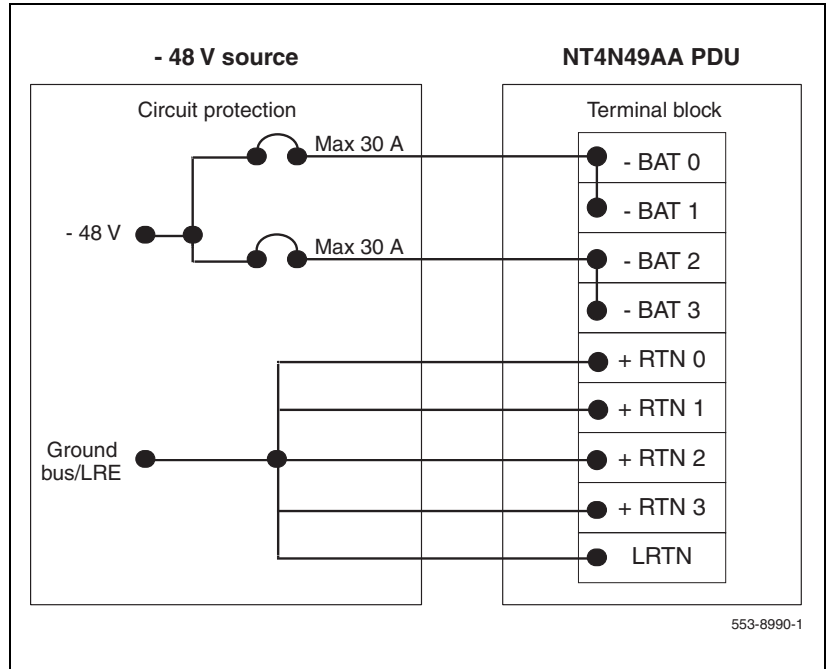 - 48 V source
NT4N49AA PDU
Circuit protection
Terminal block
Max 30 A
- BAT 0
- BAT 1
- 48 V
Max 30 A
- BAT 2
- BAT 3
+ RTN 0
+ RTN 1
Ground
bus/LRE
+ RTN 2
+ RTN 3
LRTN
553-8990-1